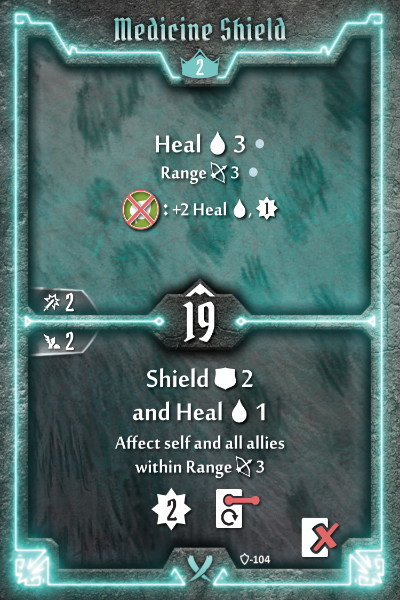 Medicine Shield
2
Heal 3
Range 3
: +2 Heal , 1
2
19
2
Shield 2
and Heal 1
Affect self and all allies
within Range 3
2
-104